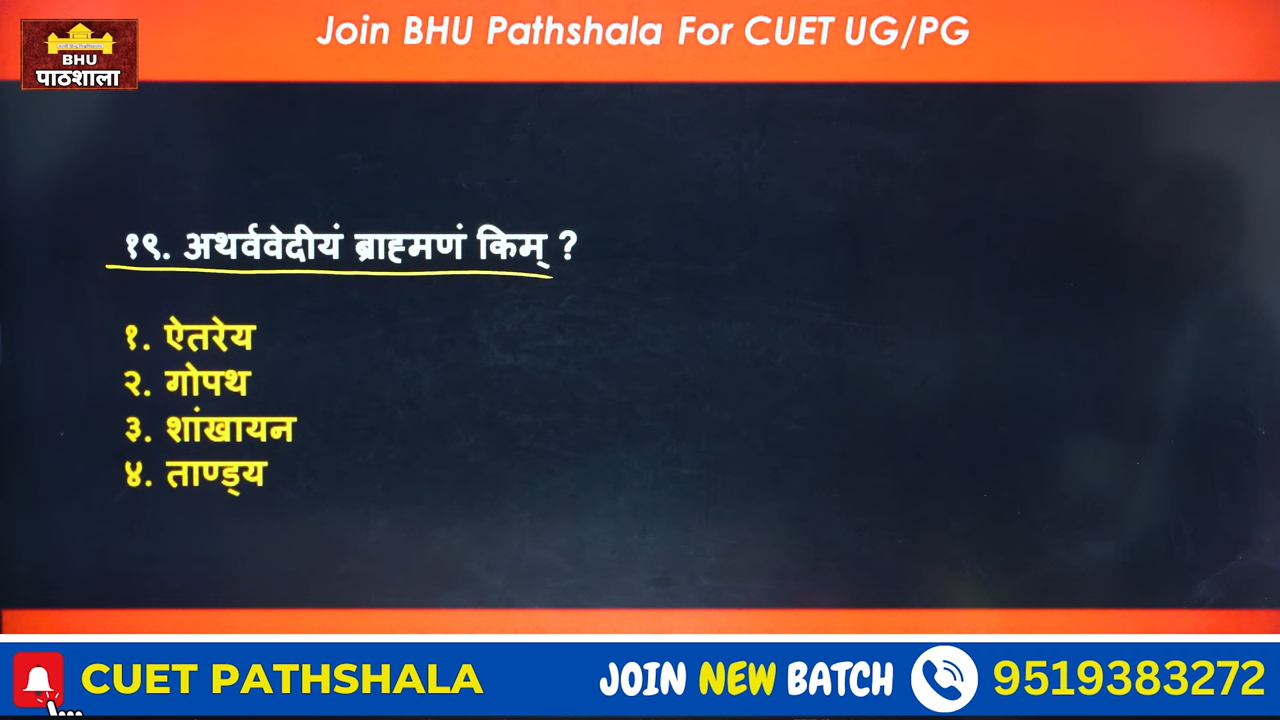 Join BHU Pathshala For CUET UG/PG
BHU
पाठशाला
१९. अथर्ववेदीयं ब्राह्मणं किम् ?
१. ऐतरेय
२. गोपथ
३. शांखायन
४. ताण्ड्य
CUET PATHSHALA
JOIN NEW BATCH
9519383272